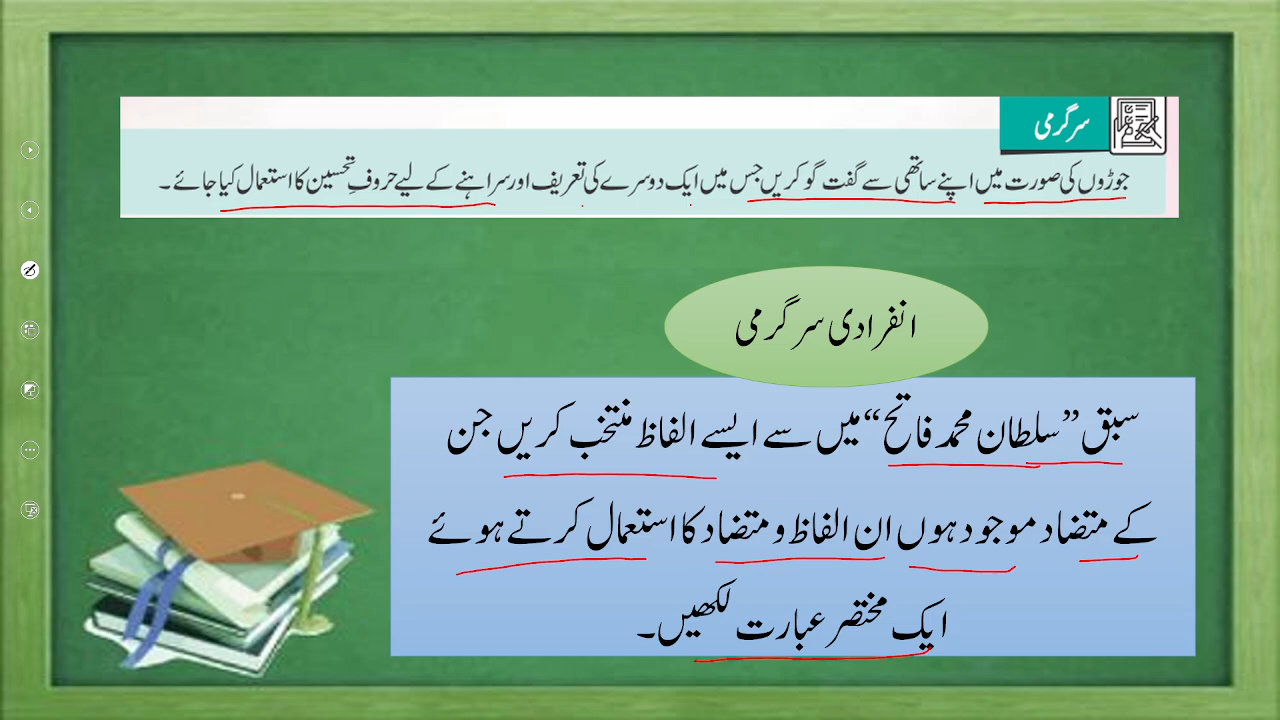 سرگرمی
جوڑوں کی صورت میں اپنے ساتھی سے گفت گو کریں جس میں ایک دوسرے کی تعریف اور سراہنے کے لیے حروفِ تحسین کا استعمال کیا جائے ۔
انفرادی سرگرمی
سبق ”سلطان محمد فاتح“ میں سے ایسے الفاظ منتخب کریں جن
کے متضاد موجود ہوں ان الفاظ و متضاد کا استعمال کرتے ہوئے
ایک مختصر عبارت لکھیں۔